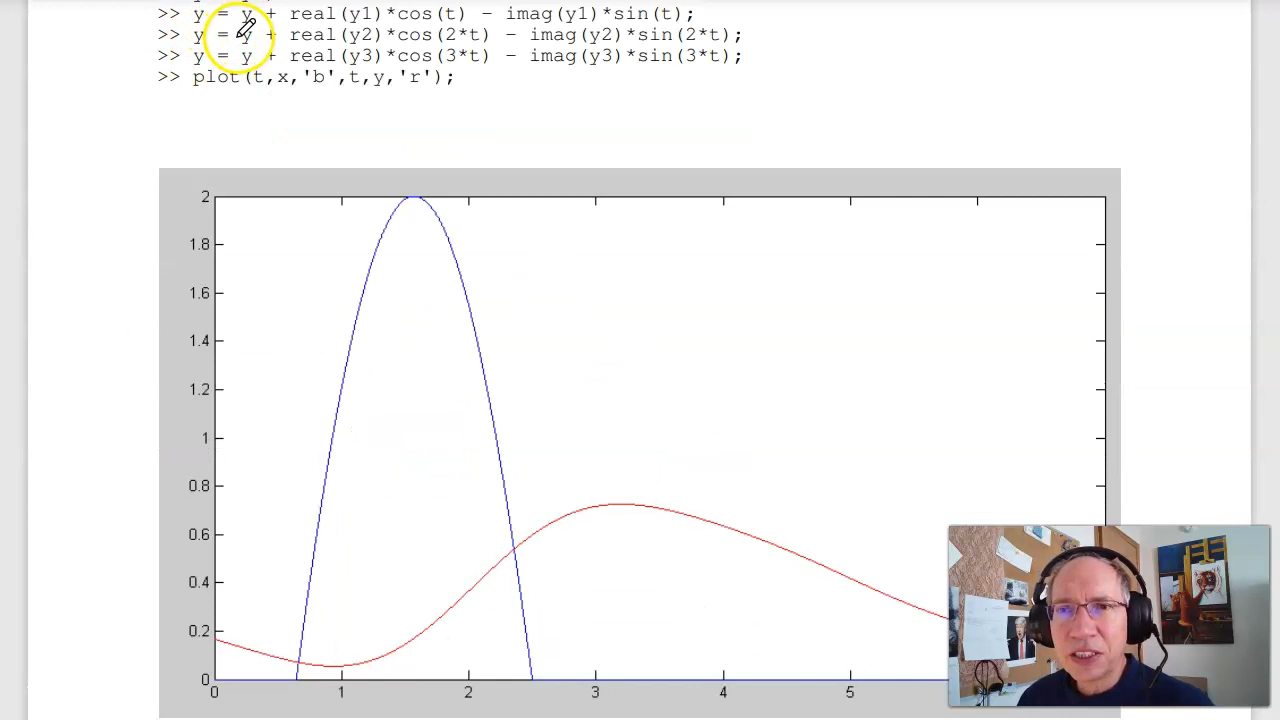 >> y = y + real(y1)*cos(t) - imag(y1)*sin(t);
>> y = y + real(y2)*cos(2*t) - imag(y2)*sin(2*t);
>> y = y + real(y3)*cos(3*t) - imag(y3)*sin(3*t);
>> plot(t,x,'b',t,y,'r');
2
1.8
1.6
1.4
1.2
1
0.8
0.6
0.4
0.2
0
0 1 2 3 4 5